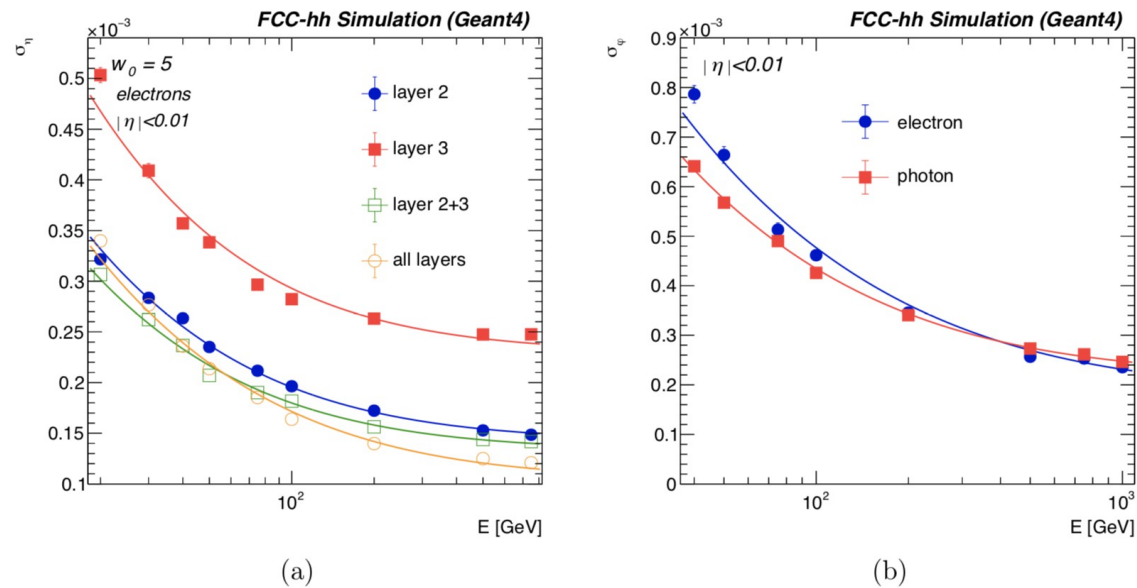 FCC-hh Simulation (Geant4)
×10⁻³
σ_η
w₀ = 5
electrons
|η|<0.01
layer 2
layer 3
layer 2+3
all layers
0.5
0.45
0.4
0.35
0.3
0.25
0.2
0.15
0.1
10²
E [GeV]
(a)
FCC-hh Simulation (Geant4)
×10⁻³
σ_φ
|η|<0.01
electron
photon
0.9
0.8
0.7
0.6
0.5
0.4
0.3
0.2
0.1
0
10²
10³
E [GeV]
(b)